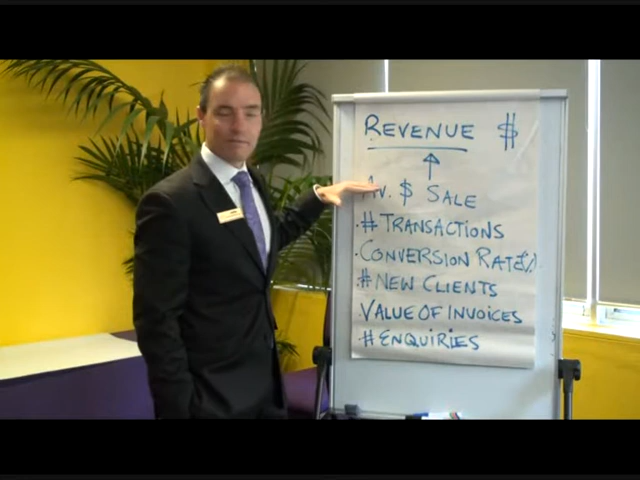 REVENUE $
Av. $ SALE
# TRANSACTIONS
CONVERSION RATE %
# NEW CLIENTS
VALUE OF INVOICES
# ENQUIRIES